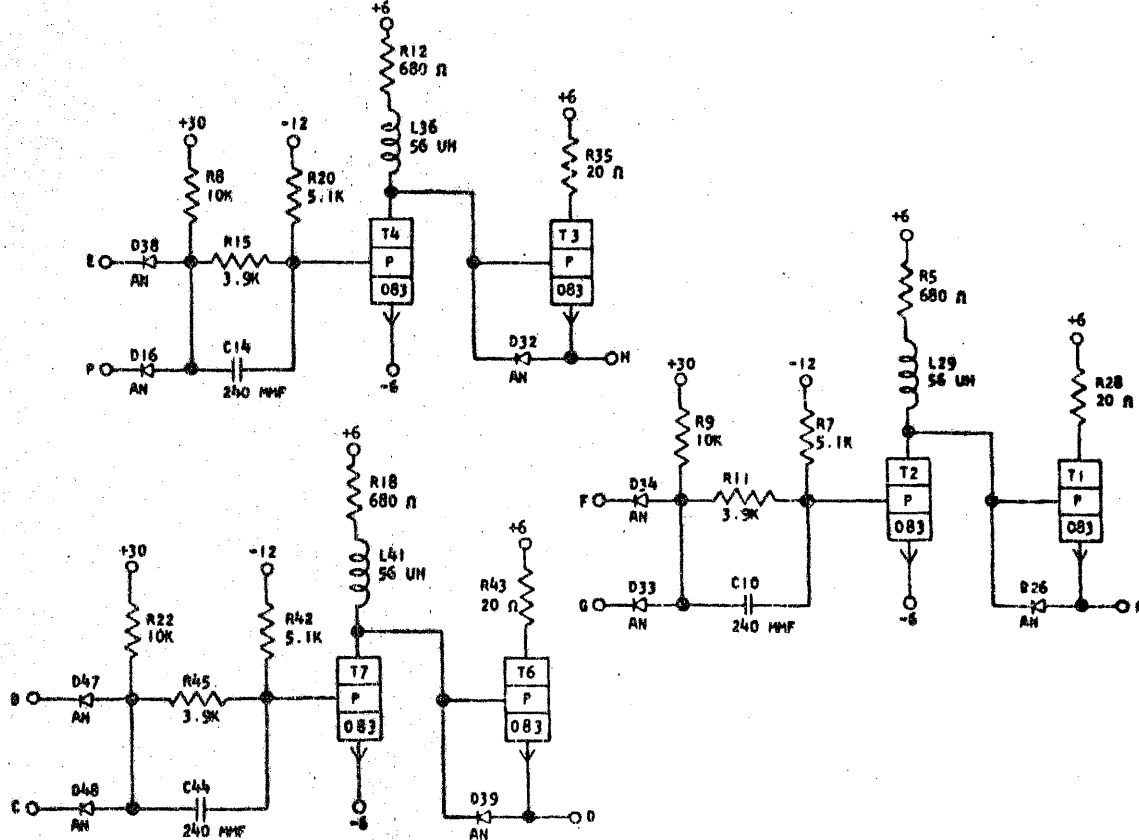 +6
R12
680 Ω
L36
56 UH
+30
-12
R8
10K
R20
5.1K
+6
R35
20 Ω
D38
AN
R15
3.9K
T4
P
083
T3
P
083
P
D16
AN
C14
240 MMF
-6
D32
AN
H
+6
R5
680 Ω
L29
56 UH
+30
-12
R9
10K
R7
5.1K
+6
R28
20 Ω
F
D34
AN
R11
3.9K
T2
P
083
T1
P
083
G
D33
AN
C10
240 MMF
-6
AN
+6
R18
680 Ω
L41
56 UH
+30
-12
R22
10K
R42
5.1K
+6
R43
20 Ω
D47
AN
R45
3.9K
T7
P
083
T6
P
083
C
D48
AN
C44
240 MMF
-6
D39
AN
D